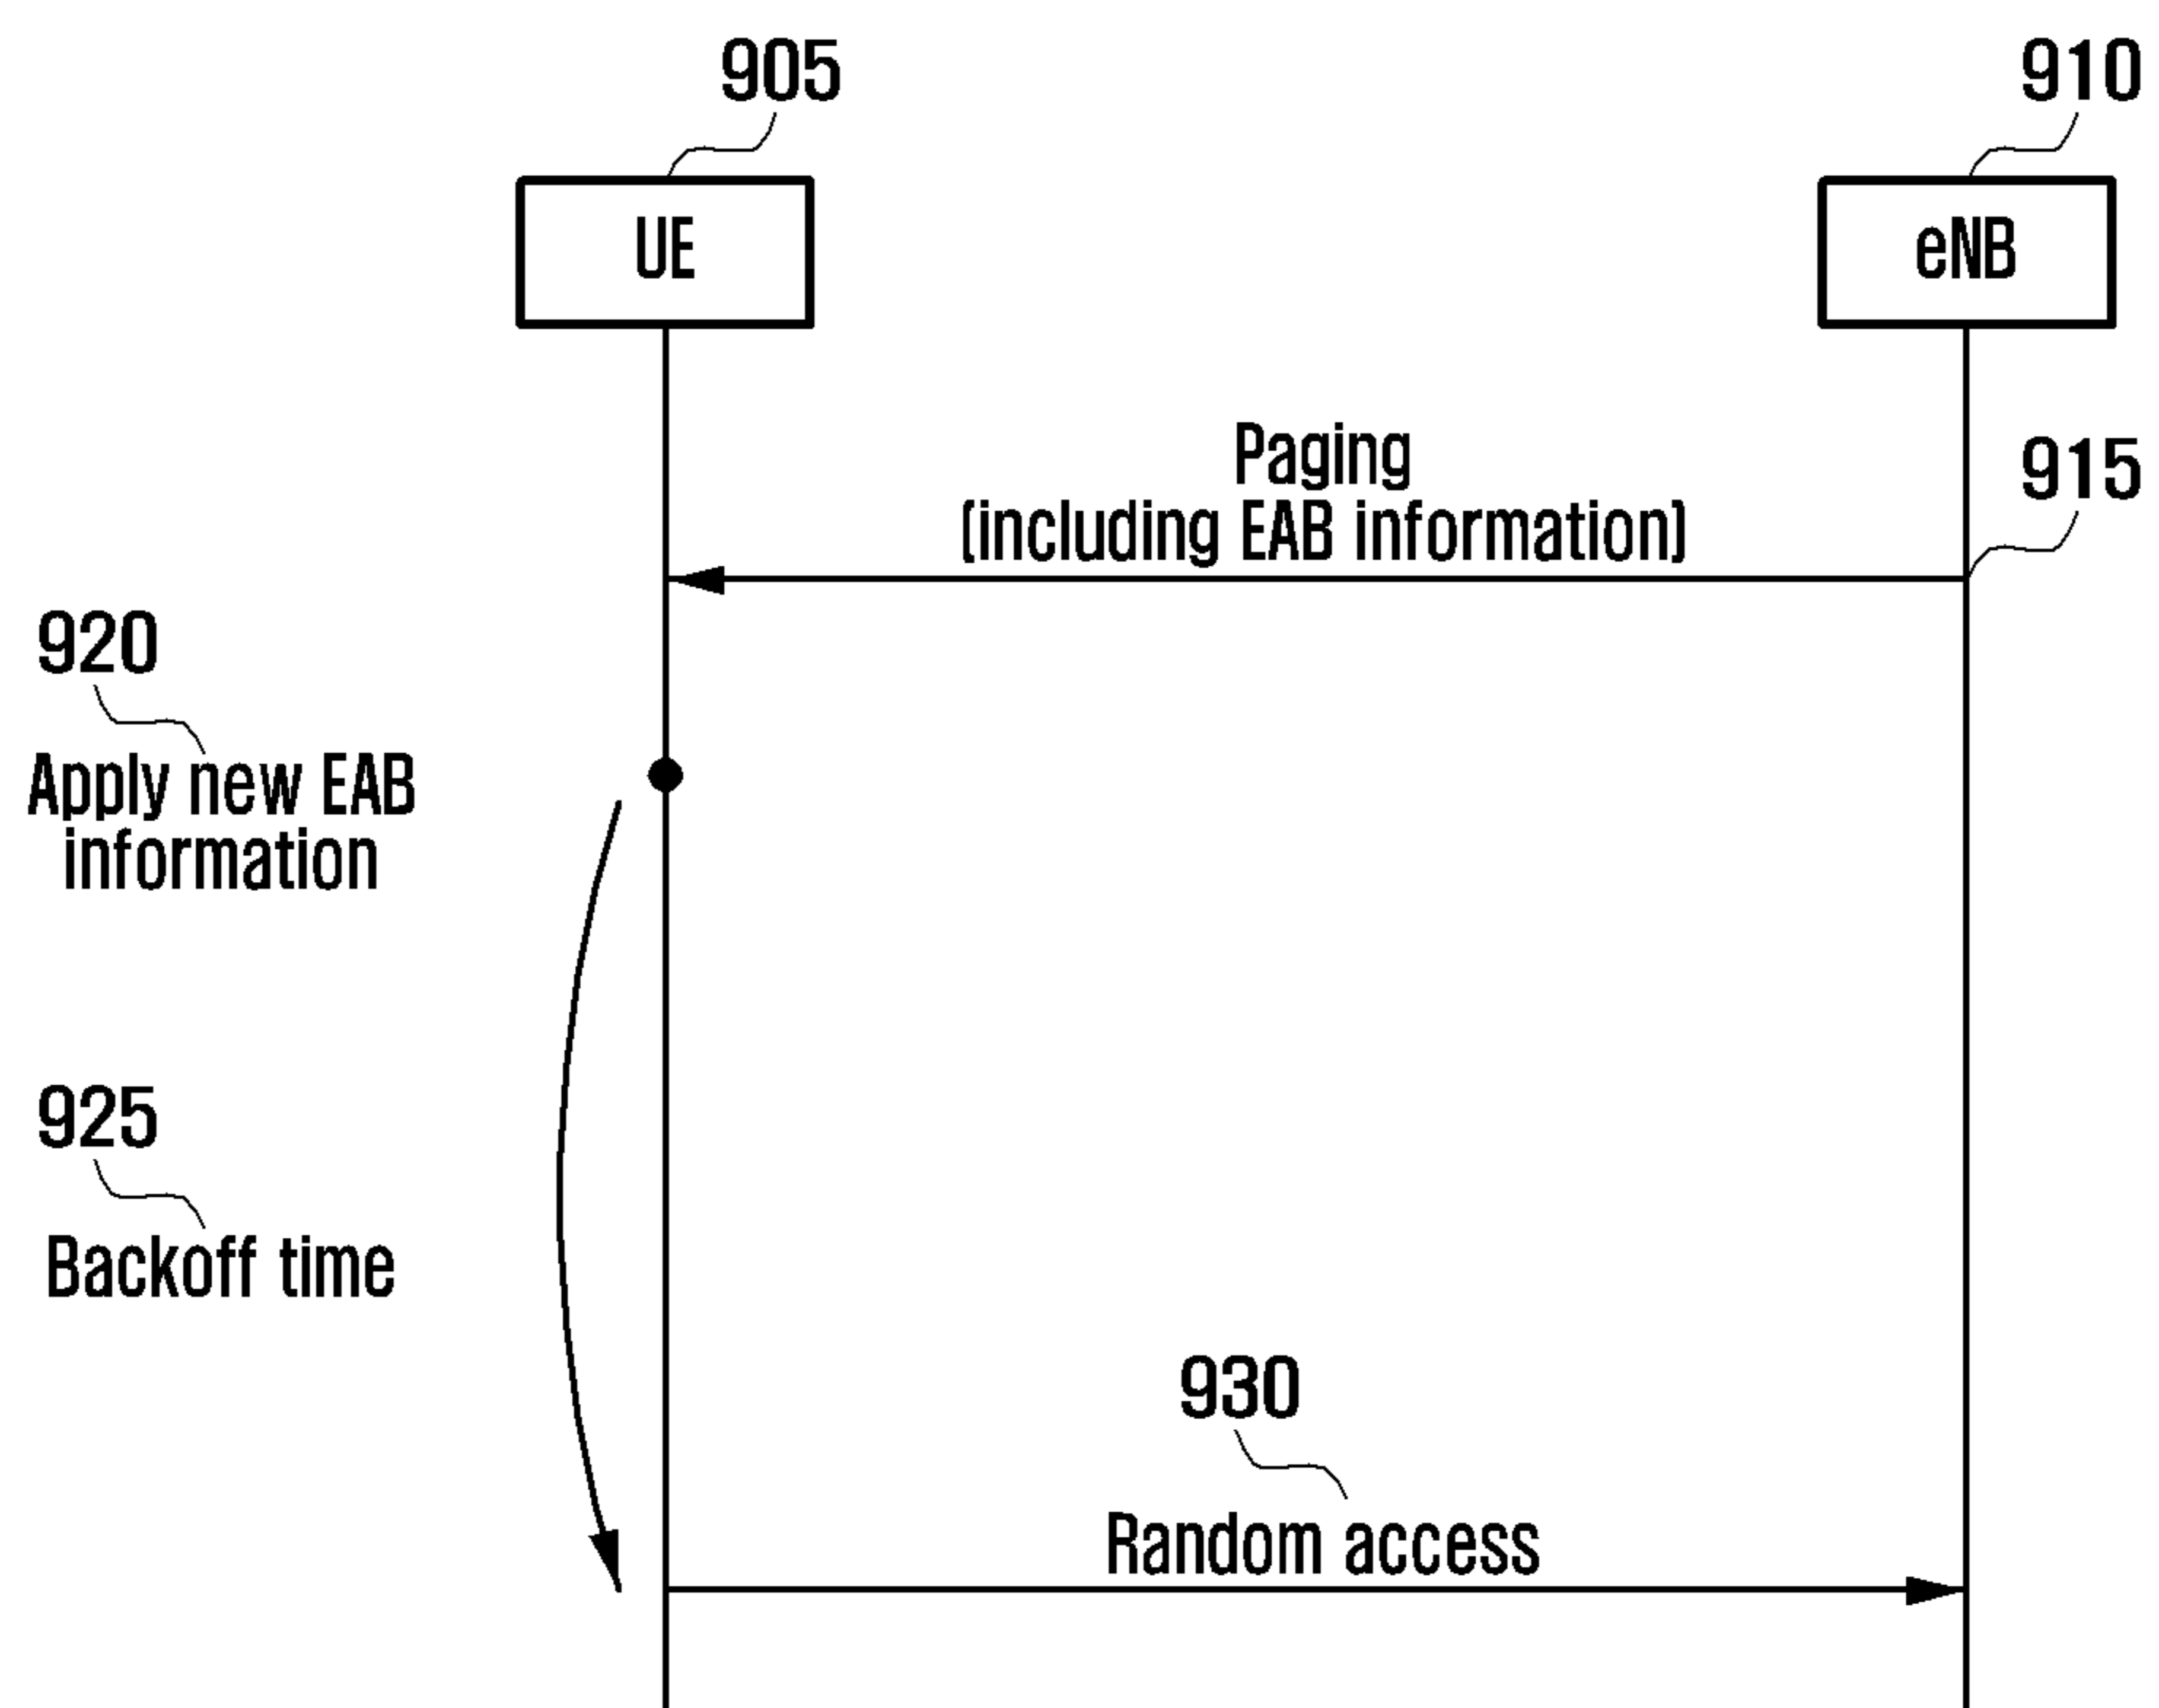 905
910
UE
eNB
Paging
(including EAB information)
915
920
Apply new EAB
information
925
Backoff time
930
Random access